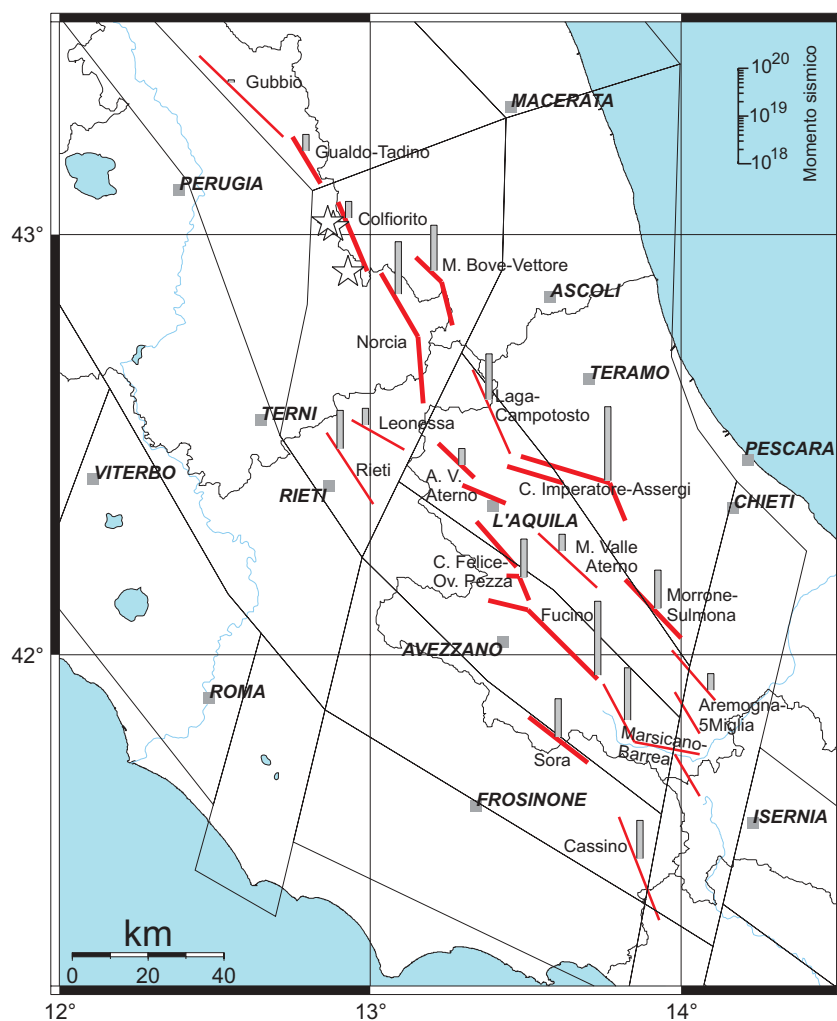 Gubbio
10²⁰
10¹⁹
10¹⁸
Momento sismico
MACERATA
Gualdo-Tadino
PERUGIA
Colfiorito
43°
M. Bove-Vettore
ASCOLI
Norcia
TERAMO
Laga-
Campotosto
TERNI
Leonessa
PESCARA
VITERBO
Rieti
RIETI
A. V.
Aterno
C. Imperatore-Assergi
CHIETI
L'AQUILA
M. Valle
Aterno
C. Felice-
Ov. Pezza
Morrone-
Sulmona
Fucino
42°
AVEZZANO
ROMA
Aremogna-
5Miglia
Marsicano-
Barrea
Sora
FROSINONE
ISERNIA
Cassino
km
0 20 40
12° 13° 14°